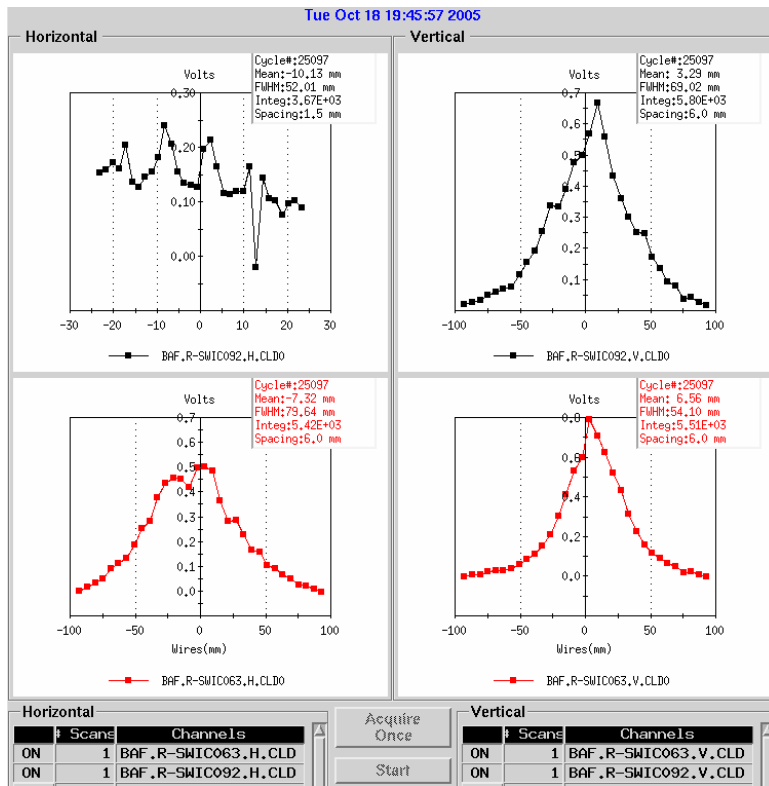 Tue Oct 18 19:45:57 2005
Horizontal
Volts
Cycle#:25097
Mean:-10.13 mm
FWHM:52.01 mm
Integ:3.67E+03
Spacing:1.5 mm
0.30
0.20
0.10
0.00
-30 -20 -10 0 10 20 30
BAF.R-SWIC092.H.CLD0
Volts
Cycle#:25097
Mean:-7.32 mm
FWHM:79.64 mm
Integ:5.42E+03
Spacing:6.0 mm
0.7
0.6
0.5
0.4
0.3
0.2
0.1
0.0
-100 -50 0 50 100
Wires(mm)
BAF.R-SWIC063.H.CLD0
Vertical
Volts
Cycle#:25097
Mean: 3.29 mm
FWHM:69.02 mm
Integ:5.80E+03
Spacing:6.0 mm
0.7
0.6
0.5
0.4
0.3
0.2
0.1
-100 -50 0 50 100
BAF.R-SWIC092.V.CLD0
Volts
Cycle#:25097
Mean: 6.56 mm
FWHM:54.10 mm
Integ:5.51E+03
Spacing:6.0 mm
0.8
0.6
0.4
0.2
0.0
-100 -50 0 50 100
Wires(mm)
BAF.R-SWIC063.V.CLD0
Horizontal
# Scans Channels
ON 1 BAF.R-SWIC063.H.CLD
ON 1 BAF.R-SWIC092.H.CLD
Acquire
Once
Start
Vertical
# Scans Channels
ON 1 BAF.R-SWIC063.V.CLD
ON 1 BAF.R-SWIC092.V.CLD